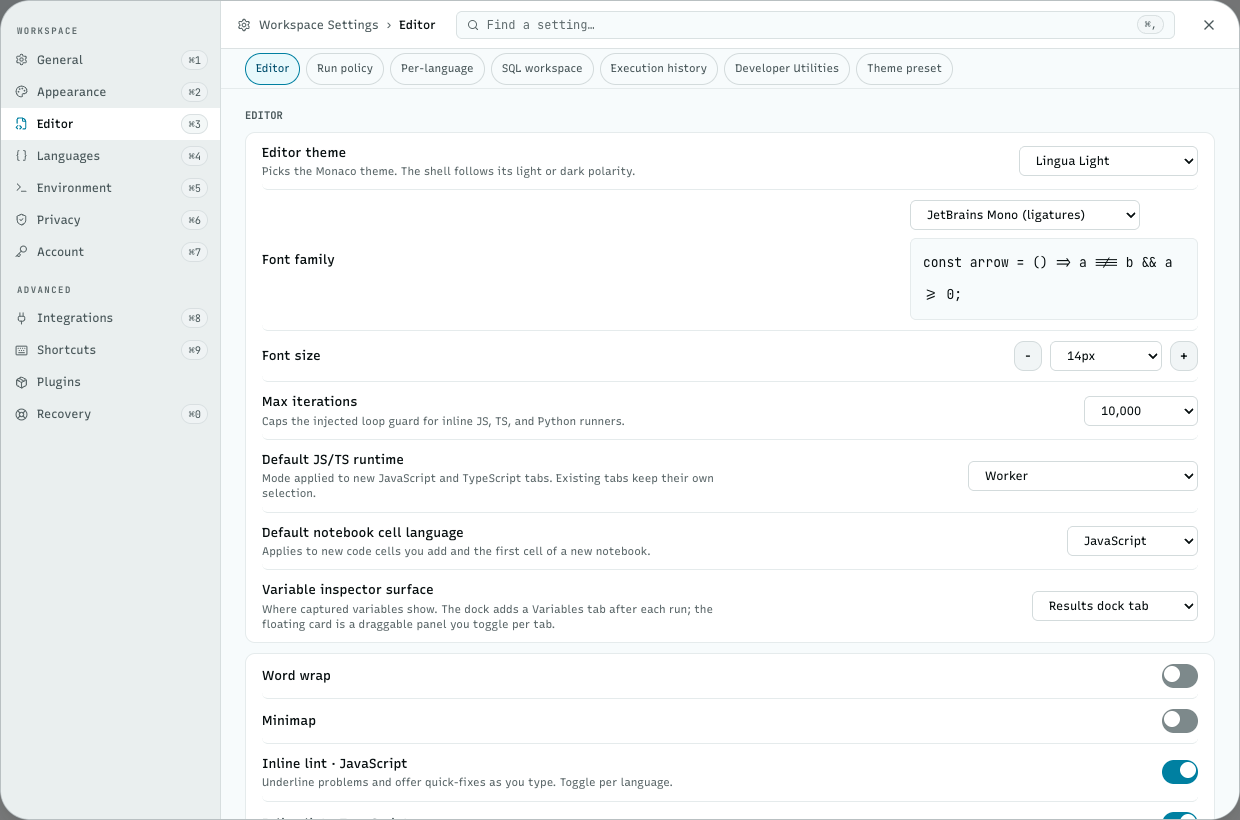 WORKSPACE
General ⌘1
Appearance ⌘2
Editor ⌘3
Languages ⌘4
Environment ⌘5
Privacy ⌘6
Account ⌘7
ADVANCED
Integrations ⌘8
Shortcuts ⌘9
Plugins
Recovery ⌘0
Workspace Settings › Editor
Find a setting… ⌘,
Editor
Run policy
Per-language
SQL workspace
Execution history
Developer Utilities
Theme preset
EDITOR
Editor theme
Picks the Monaco theme. The shell follows its light or dark polarity.
Lingua Light
Font family
JetBrains Mono (ligatures)
const arrow = () => a !== b && a
>= 0;
Font size
- 14px +
Max iterations
Caps the injected loop guard for inline JS, TS, and Python runners.
10,000
Default JS/TS runtime
Mode applied to new JavaScript and TypeScript tabs. Existing tabs keep their own
selection.
Worker
Default notebook cell language
Applies to new code cells you add and the first cell of a new notebook.
JavaScript
Variable inspector surface
Where captured variables show. The dock adds a Variables tab after each run; the
floating card is a draggable panel you toggle per tab.
Results dock tab
Word wrap
Minimap
Inline lint · JavaScript
Underline problems and offer quick-fixes as you type. Toggle per language.